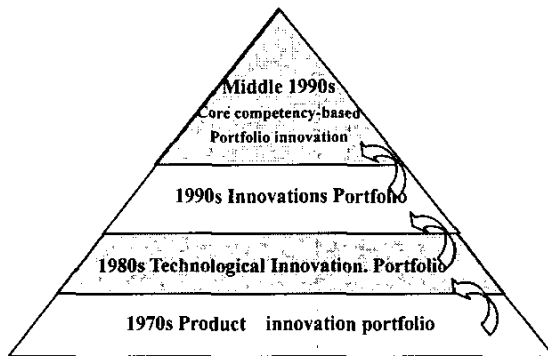 Middle 1990s
Core competency-based
Portfolio innovation
1990s Innovations Portfolio
1980s Technological Innovation. Portfolio
1970s Product innovation portfolio